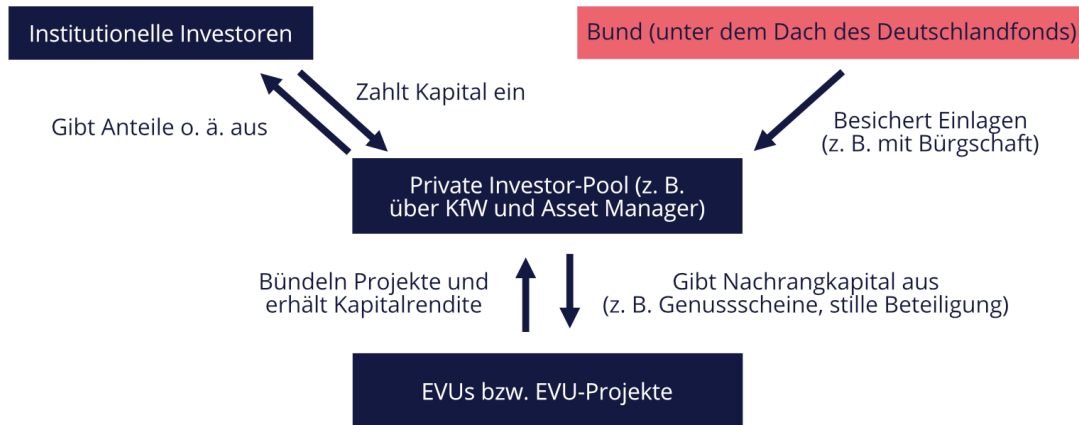 Institutionelle Investoren
Bund (unter dem Dach des Deutschlandfonds)
Zahlt Kapital ein
Gibt Anteile o. ä. aus
Besichert Einlagen
(z. B. mit Bürgschaft)
Private Investor-Pool (z. B.
über KfW und Asset Manager)
Bündeln Projekte und
erhält Kapitalrendite
Gibt Nachrangkapital aus
(z. B. Genussscheine, stille Beteiligung)
EVUs bzw. EVU-Projekte